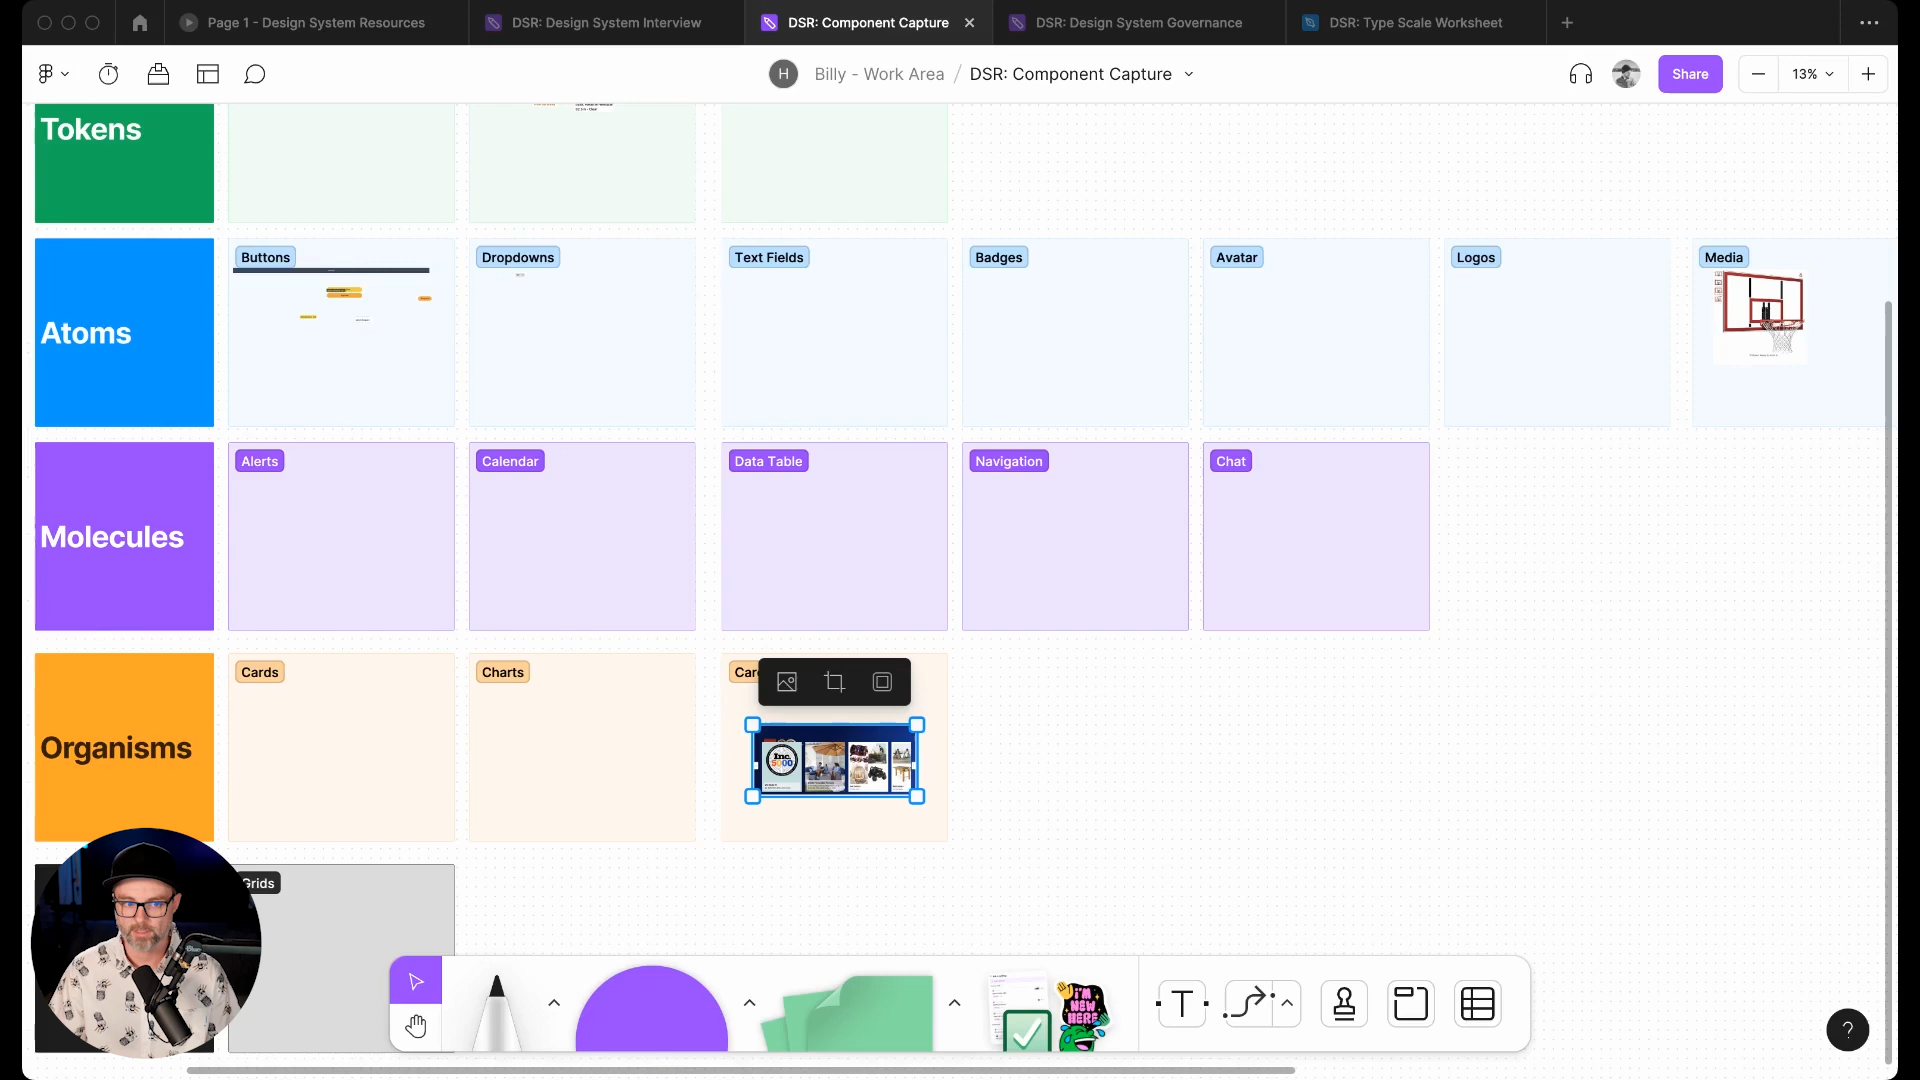 Page 1 - Design System Resources
DSR: Design System Interview
DSR: Component Capture
DSR: Design System Governance
DSR: Type Scale Worksheet
H
Billy - Work Area / DSR: Component Capture
Share
13%
Tokens
Atoms
Buttons
Dropdowns
Text Fields
Badges
Avatar
Logos
Media
Molecules
Alerts
Calendar
Data Table
Navigation
Chat
Organisms
Cards
Charts
Inc.
5000
Grids
T
I'M
NEW
HERE
?